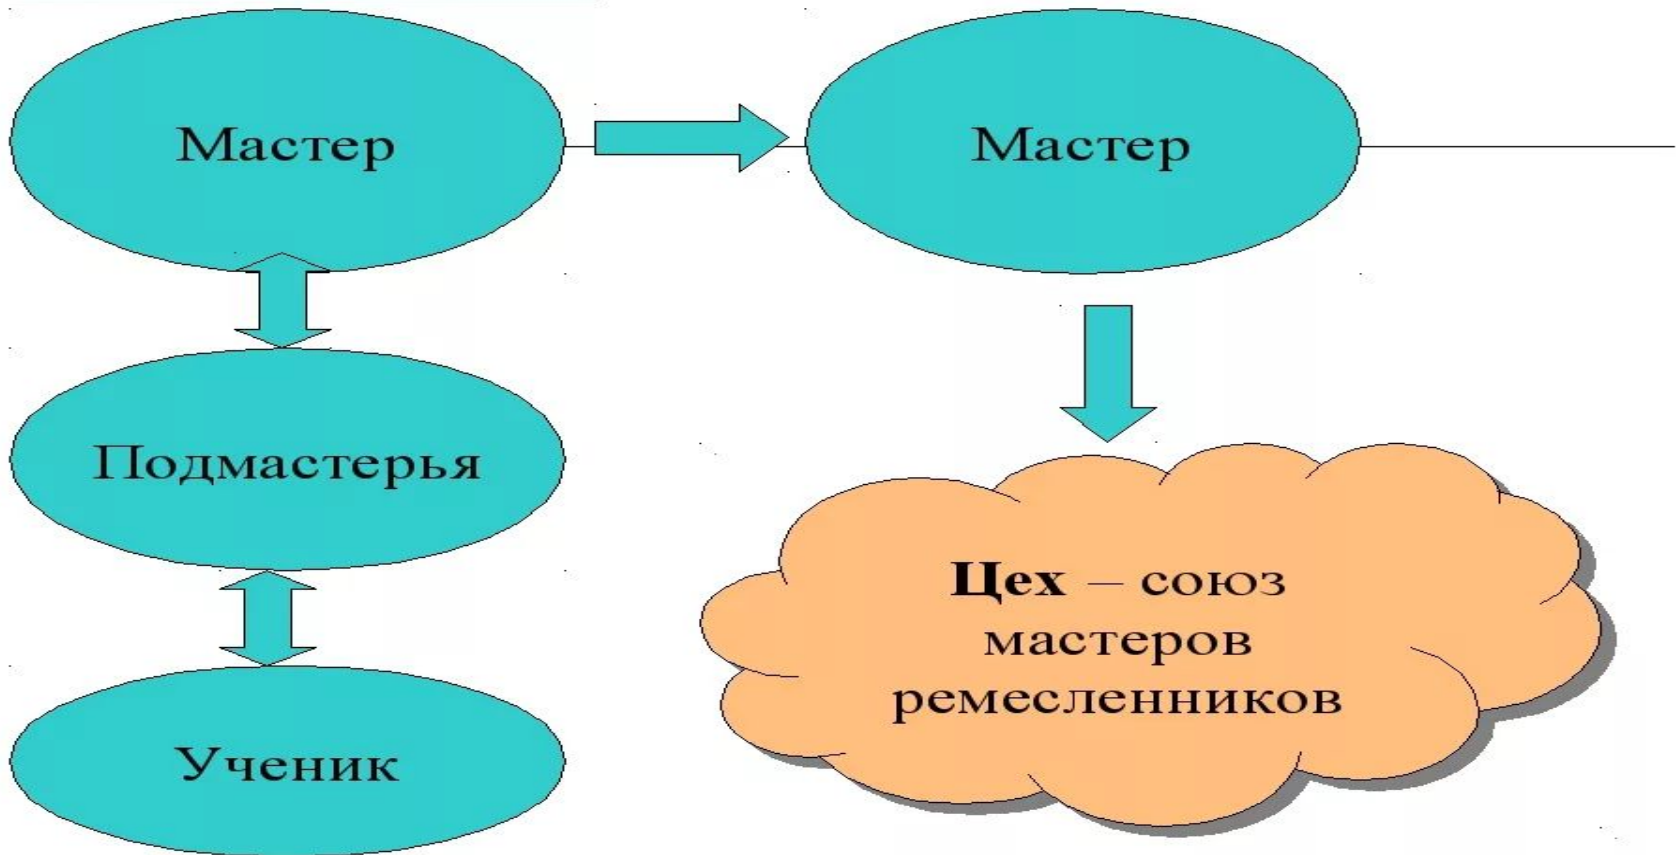 Мастер
Мастер
Подмастерья
Ученик
Цех – союз
мастеров
ремесленников